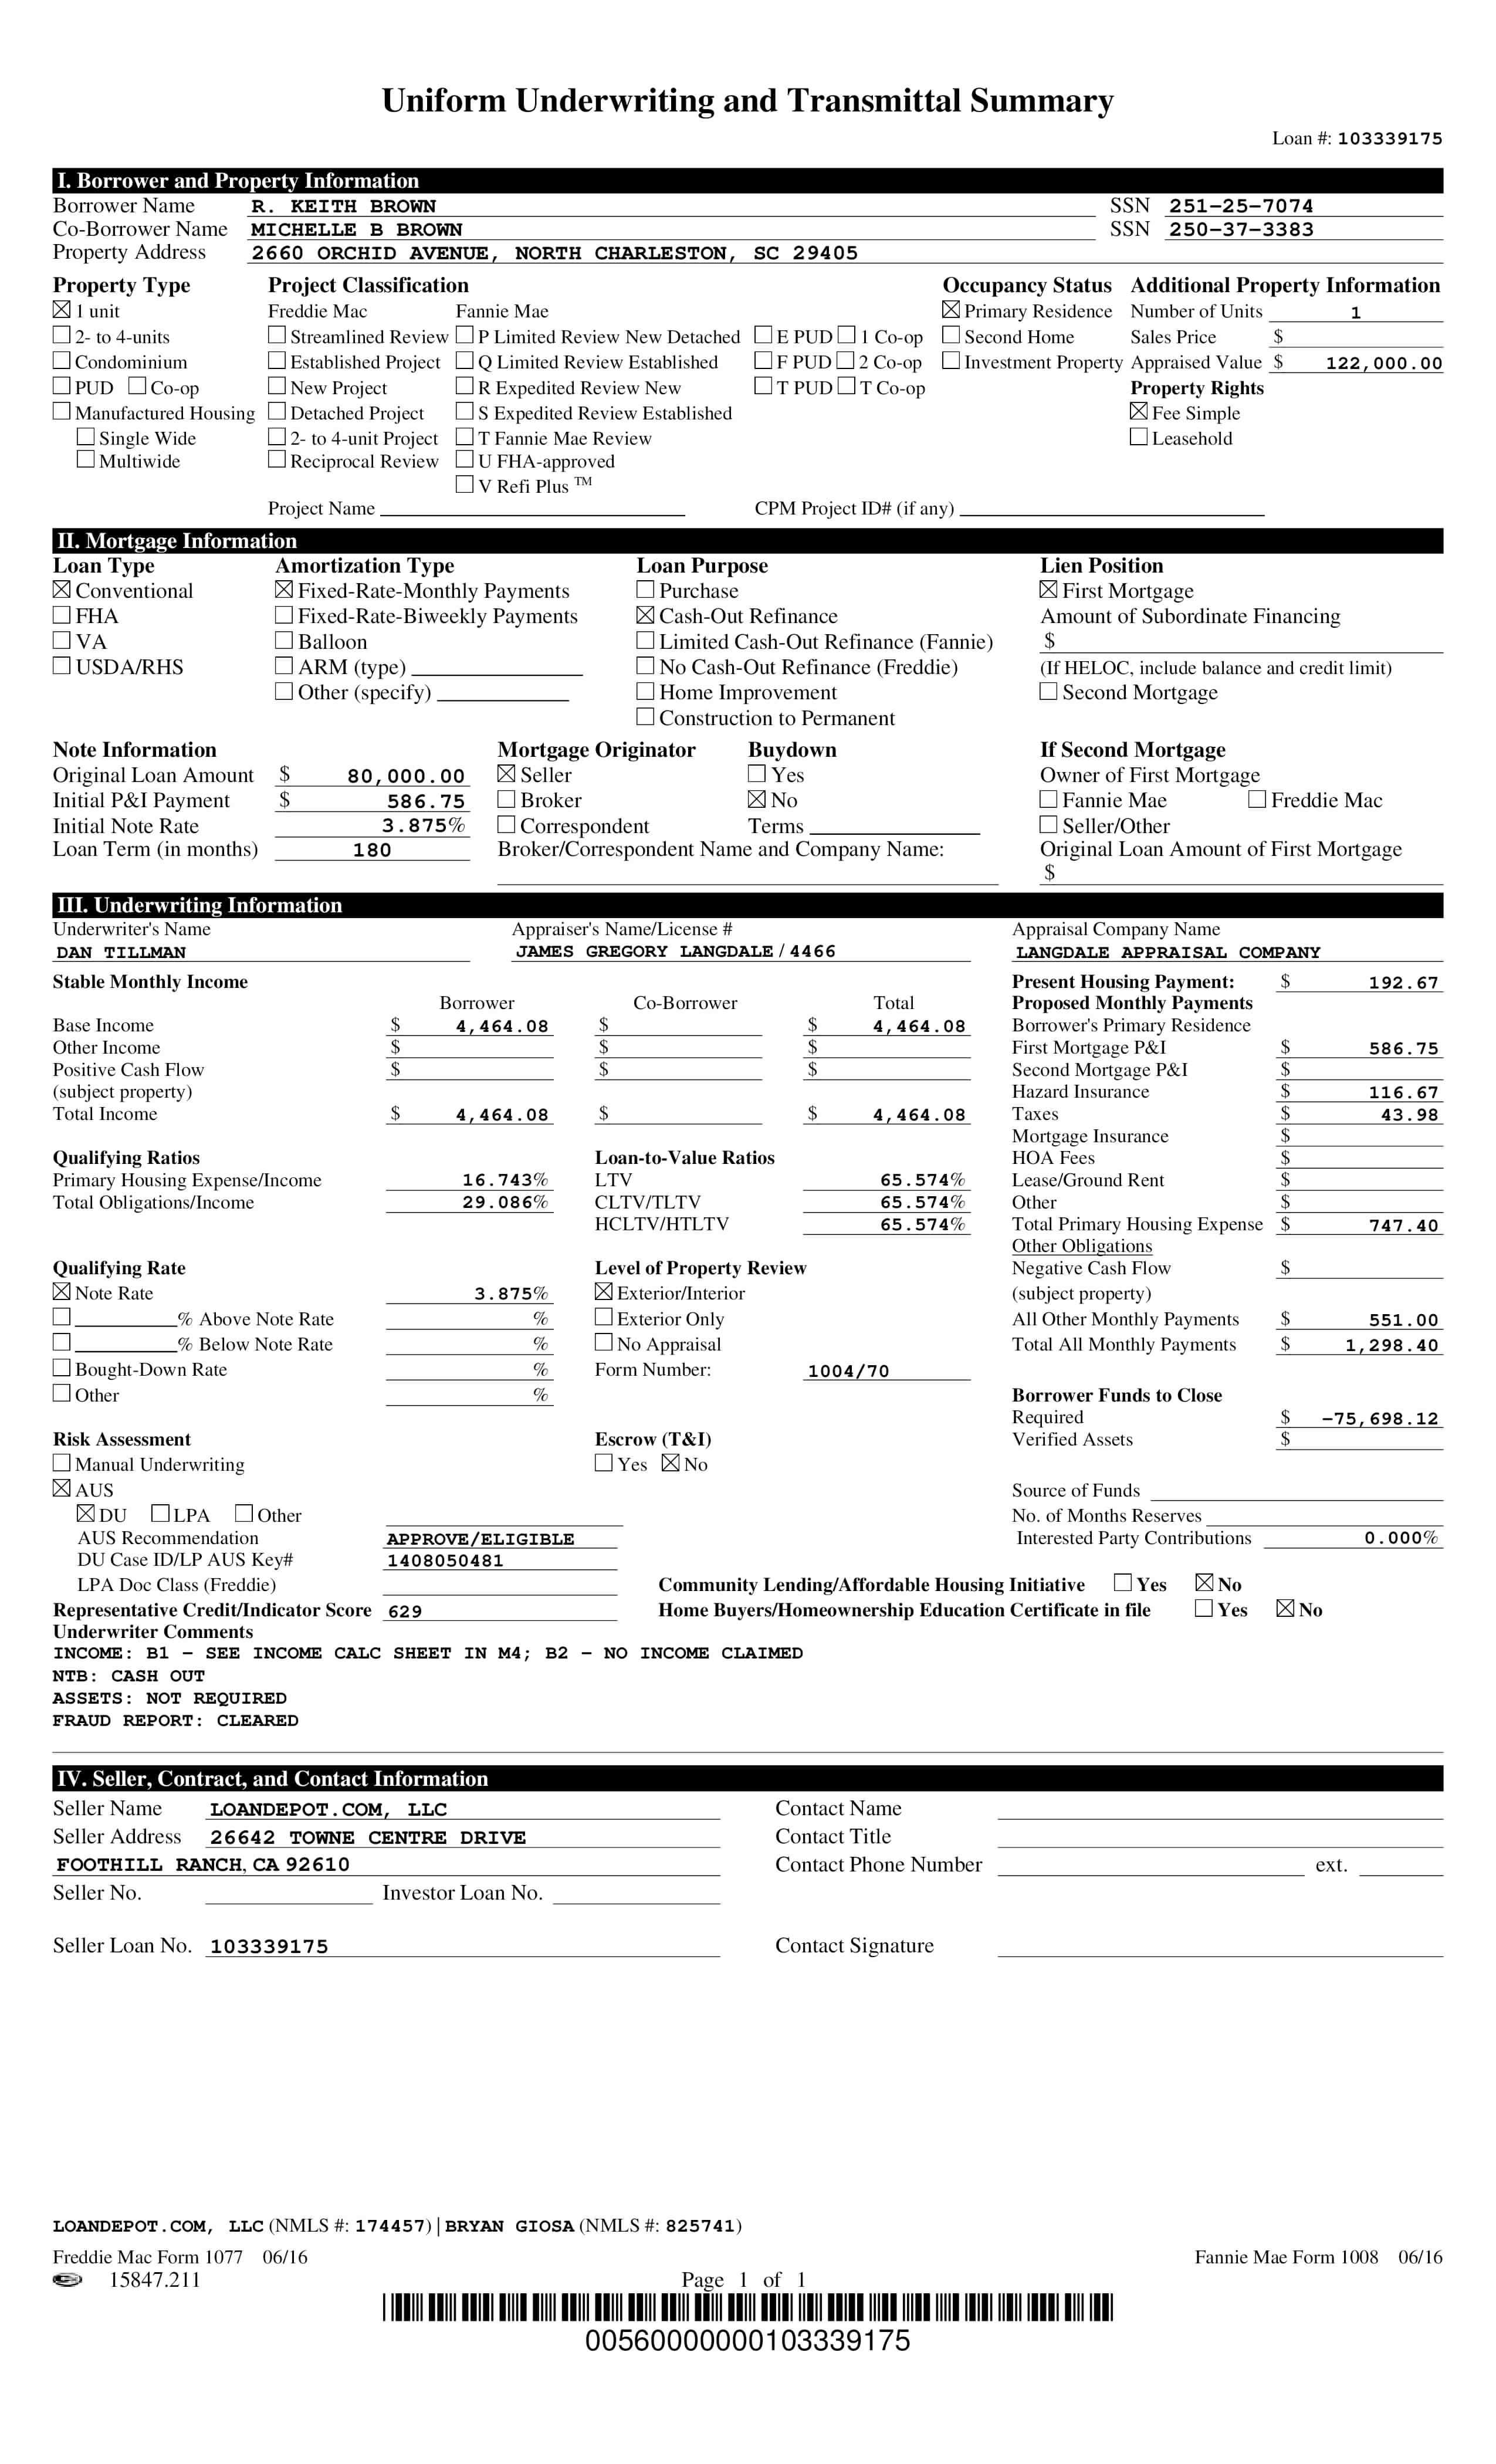 Uniform Underwriting and Transmittal Summary
Loan #: 103339175
I. Borrower and Property Information
Borrower Name R. KEITH BROWN SSN 251-25-7074
Co-Borrower Name MICHELLE B BROWN SSN 250-37-3383
Property Address 2660 ORCHID AVENUE, NORTH CHARLESTON, SC 29405
Property Type Project Classification Occupancy Status Additional Property Information
☒ 1 unit Freddie Mac Fannie Mae ☒ Primary Residence Number of Units 1
☐ 2- to 4-units ☐ Streamlined Review ☐ P Limited Review New Detached ☐ E PUD ☐ 1 Co-op ☐ Second Home Sales Price $
☐ Condominium ☐ Established Project ☐ Q Limited Review Established ☐ F PUD ☐ 2 Co-op ☐ Investment Property Appraised Value $ 122,000.00
☐ PUD ☐ Co-op ☐ New Project ☐ R Expedited Review New ☐ T PUD ☐ T Co-op Property Rights
☐ Manufactured Housing ☐ Detached Project ☐ S Expedited Review Established ☒ Fee Simple
☐ Single Wide ☐ 2- to 4-unit Project ☐ T Fannie Mae Review ☐ Leasehold
☐ Multiwide ☐ Reciprocal Review ☐ U FHA-approved
☐ V Refi Plus TM
Project Name CPM Project ID# (if any)
II. Mortgage Information
Loan Type Amortization Type Loan Purpose Lien Position
☒ Conventional ☒ Fixed-Rate-Monthly Payments ☐ Purchase ☒ First Mortgage
☐ FHA ☐ Fixed-Rate-Biweekly Payments ☒ Cash-Out Refinance Amount of Subordinate Financing
☐ VA ☐ Balloon ☐ Limited Cash-Out Refinance (Fannie) $
☐ USDA/RHS ☐ ARM (type) ☐ No Cash-Out Refinance (Freddie) (If HELOC, include balance and credit limit)
☐ Other (specify) ☐ Home Improvement ☐ Second Mortgage
☐ Construction to Permanent
Note Information Mortgage Originator Buydown If Second Mortgage
Original Loan Amount $ 80,000.00 ☒ Seller ☐ Yes Owner of First Mortgage
Initial P&I Payment $ 586.75 ☐ Broker ☒ No ☐ Fannie Mae ☐ Freddie Mac
Initial Note Rate 3.875% ☐ Correspondent Terms ☐ Seller/Other
Loan Term (in months) 180 Broker/Correspondent Name and Company Name: Original Loan Amount of First Mortgage
$
III. Underwriting Information
Underwriter's Name Appraiser's Name/License # Appraisal Company Name
DAN TILLMAN JAMES GREGORY LANGDALE / 4466 LANGDALE APPRAISAL COMPANY
Stable Monthly Income Present Housing Payment: $ 192.67
Borrower Co-Borrower Total Proposed Monthly Payments
Base Income $ 4,464.08 $ $ 4,464.08 Borrower's Primary Residence
Other Income $ $ $ First Mortgage P&I $ 586.75
Positive Cash Flow $ $ $ Second Mortgage P&I $
(subject property) Hazard Insurance $ 116.67
Total Income $ 4,464.08 $ $ 4,464.08 Taxes $ 43.98
Mortgage Insurance $
Qualifying Ratios Loan-to-Value Ratios HOA Fees $
Primary Housing Expense/Income 16.743% LTV 65.574% Lease/Ground Rent $
Total Obligations/Income 29.086% CLTV/TLTV 65.574% Other $
HCLTV/HTLTV 65.574% Total Primary Housing Expense $ 747.40
Other Obligations
Qualifying Rate Level of Property Review Negative Cash Flow $
☒ Note Rate 3.875% ☒ Exterior/Interior (subject property)
☐ % Above Note Rate % ☐ Exterior Only All Other Monthly Payments $ 551.00
☐ % Below Note Rate % ☐ No Appraisal Total All Monthly Payments $ 1,298.40
☐ Bought-Down Rate % Form Number: 1004/70
☐ Other % Borrower Funds to Close
Required $ -75,698.12
Risk Assessment Escrow (T&I) Verified Assets $
☐ Manual Underwriting ☐ Yes ☒ No
☒ AUS Source of Funds
☒ DU ☐ LPA ☐ Other No. of Months Reserves
AUS Recommendation APPROVE/ELIGIBLE Interested Party Contributions 0.000%
DU Case ID/LP AUS Key# 1408050481
LPA Doc Class (Freddie) Community Lending/Affordable Housing Initiative ☐ Yes ☒ No
Representative Credit/Indicator Score 629 Home Buyers/Homeownership Education Certificate in file ☐ Yes ☒ No
Underwriter Comments
INCOME: B1 - SEE INCOME CALC SHEET IN M4; B2 - NO INCOME CLAIMED
NTB: CASH OUT
ASSETS: NOT REQUIRED
FRAUD REPORT: CLEARED
IV. Seller, Contract, and Contact Information
Seller Name LOANDEPOT.COM, LLC Contact Name
Seller Address 26642 TOWNE CENTRE DRIVE Contact Title
FOOTHILL RANCH, CA 92610 Contact Phone Number ext.
Seller No. Investor Loan No.
Seller Loan No. 103339175 Contact Signature
LOANDEPOT.COM, LLC (NMLS #: 174457) | BRYAN GIOSA (NMLS #: 825741)
Freddie Mac Form 1077 06/16 Fannie Mae Form 1008 06/16
15847.211 Page 1 of 1
00560000000103339175